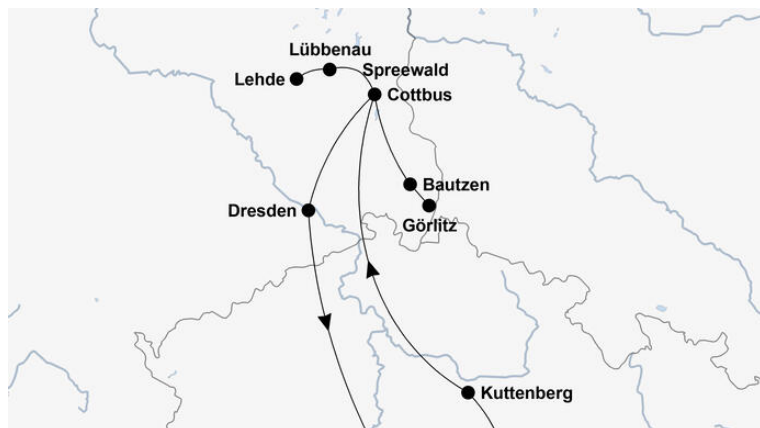 Lübbenau
Lehde
Spreewald
Cottbus
Bautzen
Dresden
Görlitz
Kuttenberg